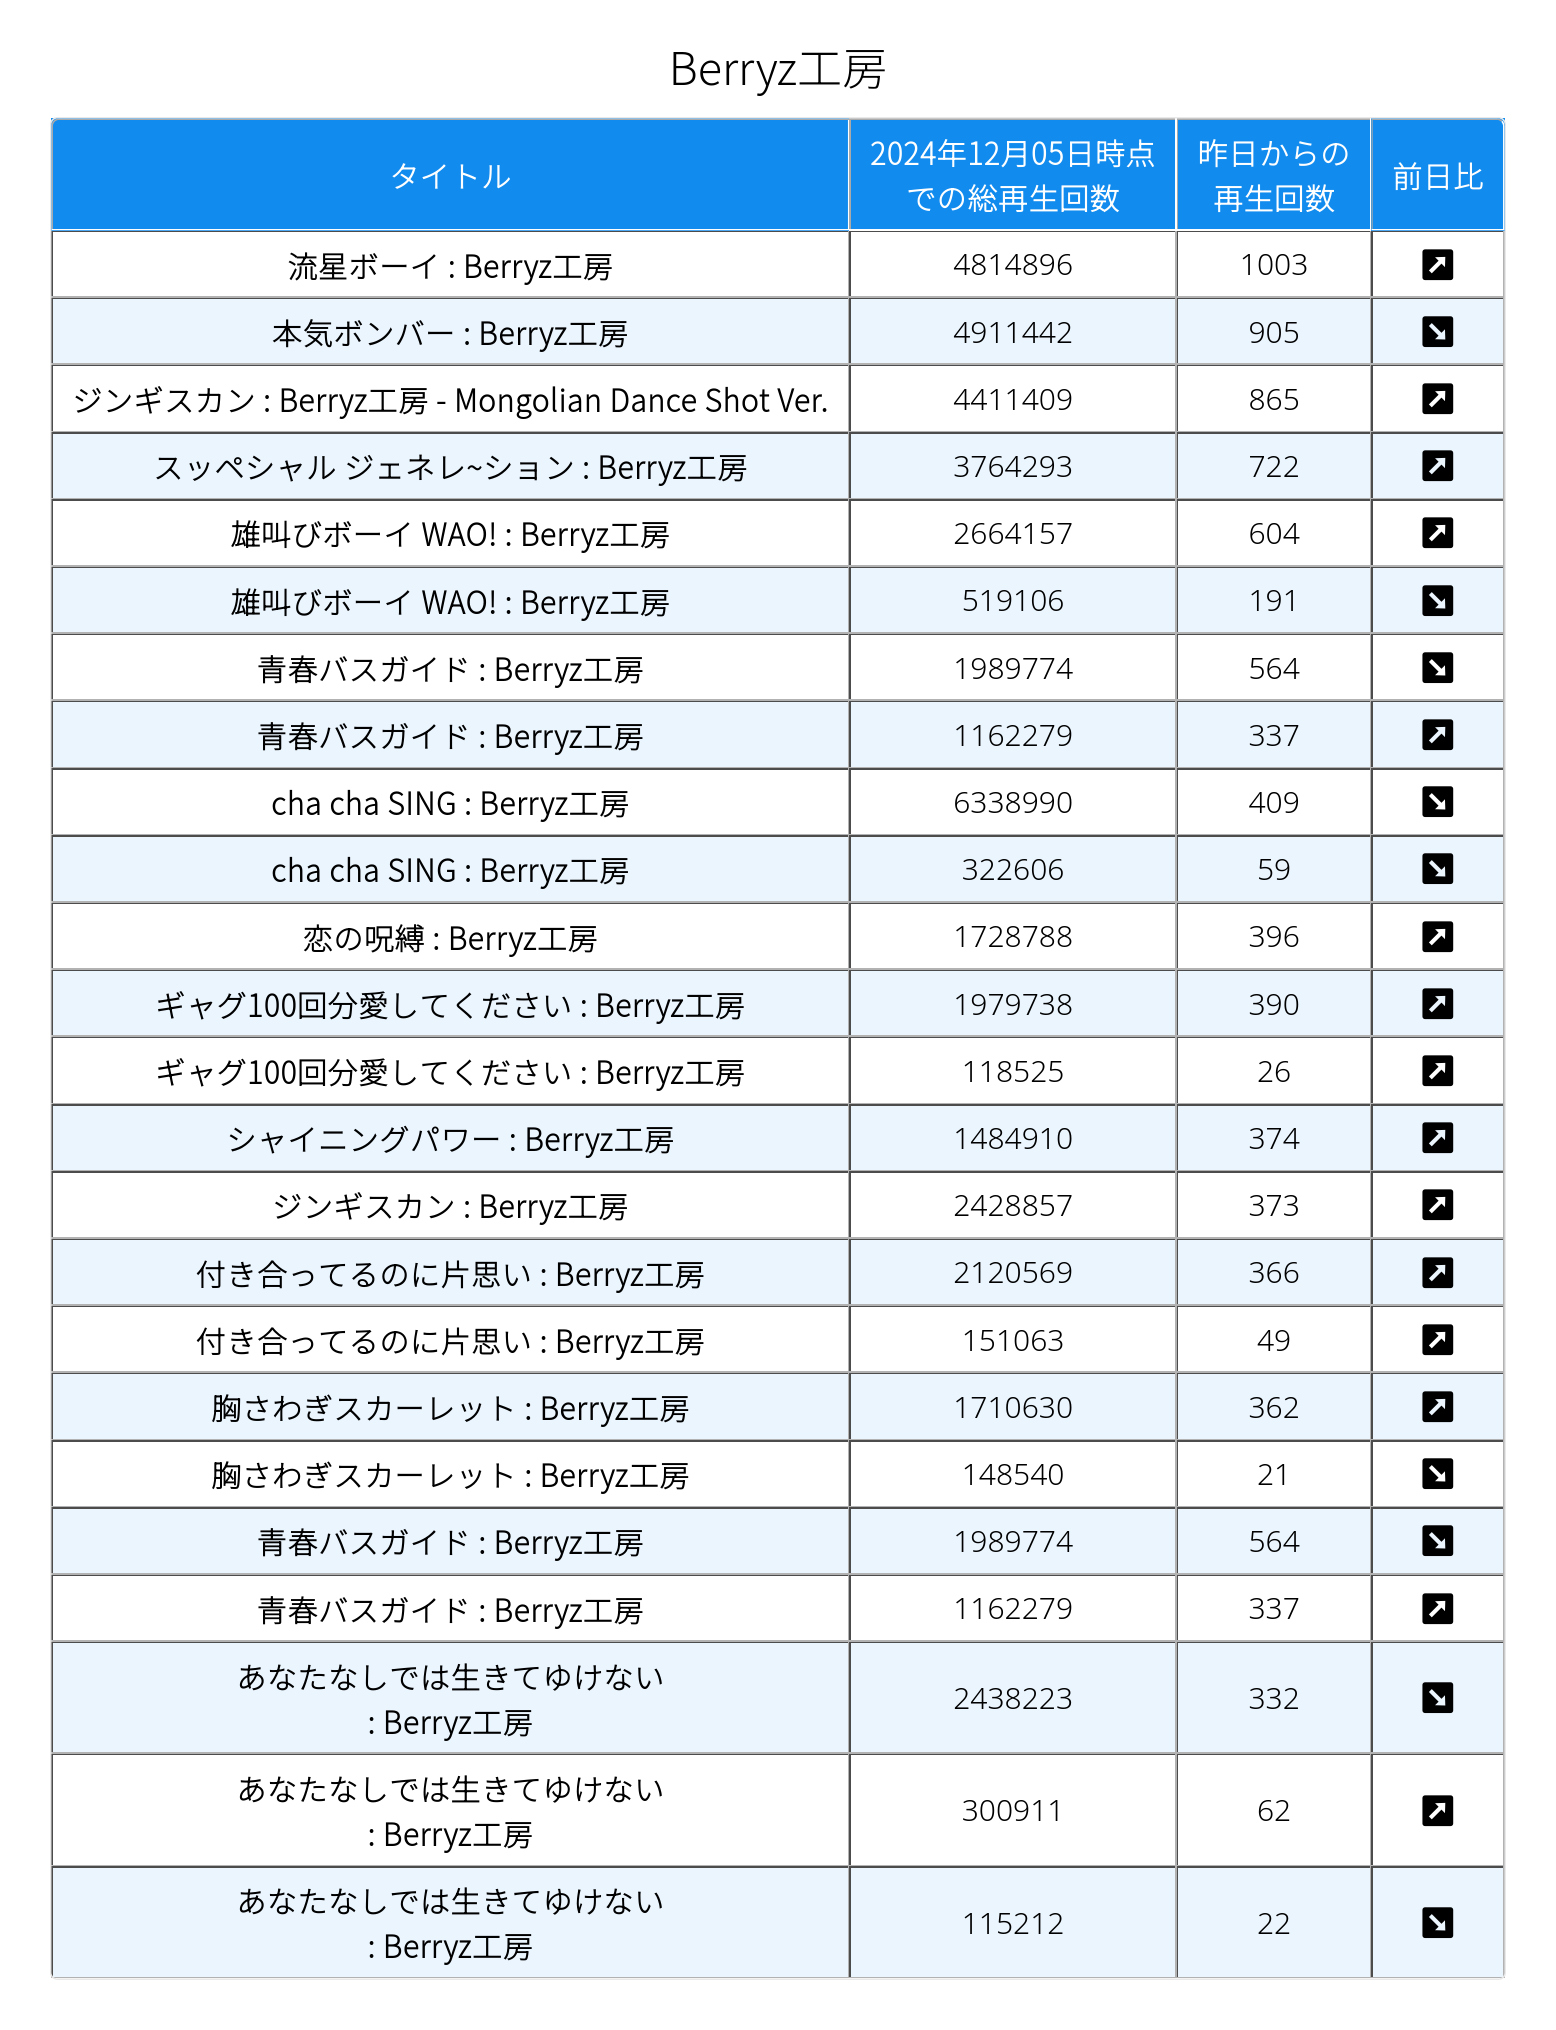 Berryz工房
タイトル 2024年12月05日時点での総再生回数 昨日からの再生回数 前日比
流星ボーイ : Berryz工房 4814896 1003 ↗
本気ボンバー : Berryz工房 4911442 905 ↘
ジンギスカン : Berryz工房 - Mongolian Dance Shot Ver. 4411409 865 ↗
スッペシャル ジェネレ~ション : Berryz工房 3764293 722 ↗
雄叫びボーイ WAO! : Berryz工房 2664157 604 ↗
雄叫びボーイ WAO! : Berryz工房 519106 191 ↘
青春バスガイド : Berryz工房 1989774 564 ↘
青春バスガイド : Berryz工房 1162279 337 ↗
cha cha SING : Berryz工房 6338990 409 ↘
cha cha SING : Berryz工房 322606 59 ↘
恋の呪縛 : Berryz工房 1728788 396 ↗
ギャグ100回分愛してください : Berryz工房 1979738 390 ↗
ギャグ100回分愛してください : Berryz工房 118525 26 ↗
シャイニングパワー : Berryz工房 1484910 374 ↗
ジンギスカン : Berryz工房 2428857 373 ↗
付き合ってるのに片思い : Berryz工房 2120569 366 ↗
付き合ってるのに片思い : Berryz工房 151063 49 ↗
胸さわぎスカーレット : Berryz工房 1710630 362 ↗
胸さわぎスカーレット : Berryz工房 148540 21 ↘
青春バスガイド : Berryz工房 1989774 564 ↘
青春バスガイド : Berryz工房 1162279 337 ↗
あなたなしでは生きてゆけない : Berryz工房 2438223 332 ↘
あなたなしでは生きてゆけない : Berryz工房 300911 62 ↗
あなたなしでは生きてゆけない : Berryz工房 115212 22 ↘